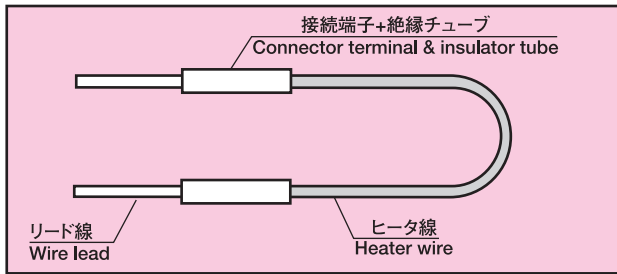 接続端子+絶縁チューブ
Connector terminal & insulator tube
リード線
Wire lead
ヒータ線
Heater wire